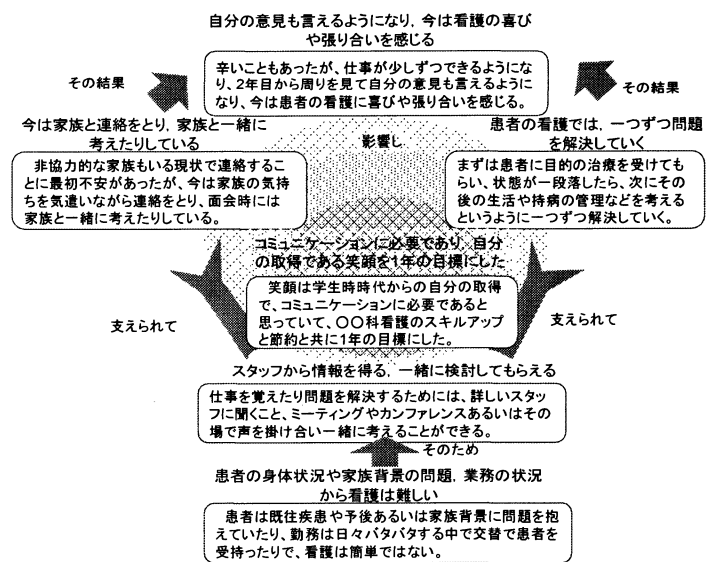 自分の意見も言えるようになり，今は看護の喜び
や張り合いを感じる
辛いこともあったが、仕事が少しずつできるようにな
り、2年目から周りを見て自分の意見も言えるように
なり、今は患者の看護に喜びや張り合いを感じる。
その結果
その結果
今は家族と連絡をとり，家族と一緒に
考えたりしている
非協力的な家族もいる現状で連絡するこ
とに最初不安があったが、今は家族の気持
ちを気遣いながら連絡をとり、面会時には
家族と一緒に考えたりしている。
影響し
患者の看護では，一つずつ問題
を解決していく
まずは患者に目的の治療を受けても
らい、状態が一段落したら、次にその
後の生活や持病の管理などを考える
というように一つずつ解決していく。
コミュニケーションに必要であり，自分
の取得である笑顔を1年の目標にした
笑顔は学生時時代からの自分の取得
で、コミュニケーションに必要であると
思っていて、〇〇科看護のスキルアップ
と節約と共に1年の目標にした。
支えられて
支えられて
スタッフから情報を得る，一緒に検討してもらえる
仕事を覚えたり問題を解決するためには、詳しいスタッ
フに聞くこと、ミーティングやカンファレンスあるいはその
場で声を掛け合い一緒に考えることができる。
そのため
患者の身体状況や家族背景の問題，業務の状況
から看護は難しい
患者は既往疾患や予後あるいは家族背景に問題を抱
えていたり、勤務は日々バタバタする中で交替で患者を
受持ったりで、看護は簡単ではない。